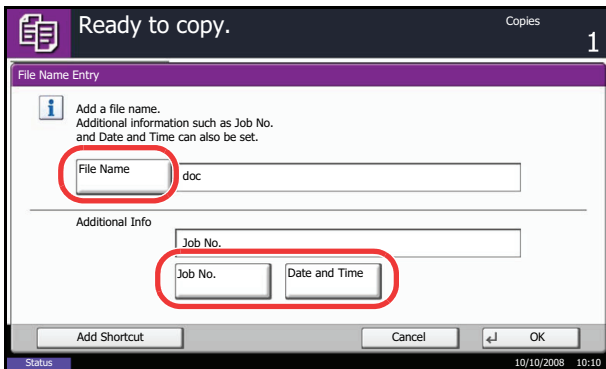 Ready to copy.
Copies
1
File Name Entry
Add a file name.
Additional information such as Job No.
and Date and Time can also be set.
File Name
doc
Additional Info
Job No.
Job No.
Date and Time
Add Shortcut
Cancel
OK
Status
10/10/2008 10:10